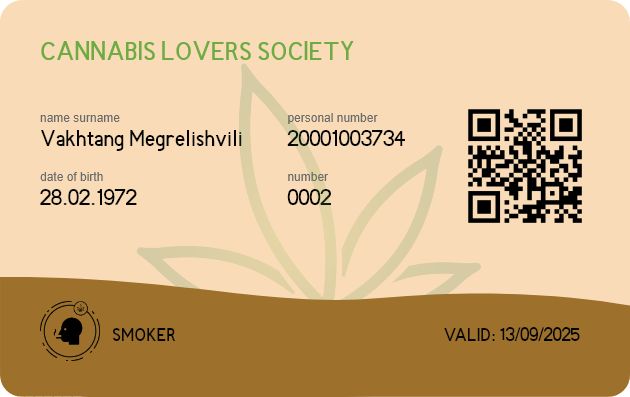 CANNABIS LOVERS SOCIETY
name surname
Vakhtang Megrelishvili
personal number
20001003734
date of birth
28.02.1972
number
0002
SMOKER
VALID: 13/09/2025